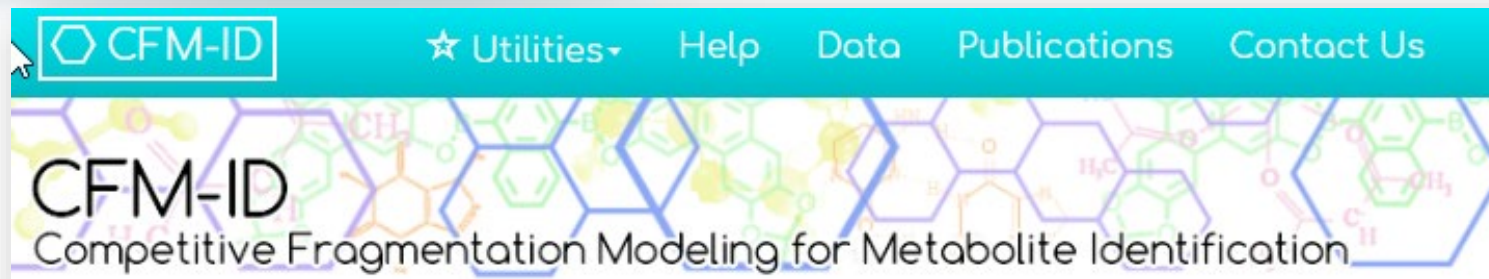 CFM-ID Utilities Help Data Publications Contact Us
CFM-ID
Competitive Fragmentation Modeling for Metabolite Identification